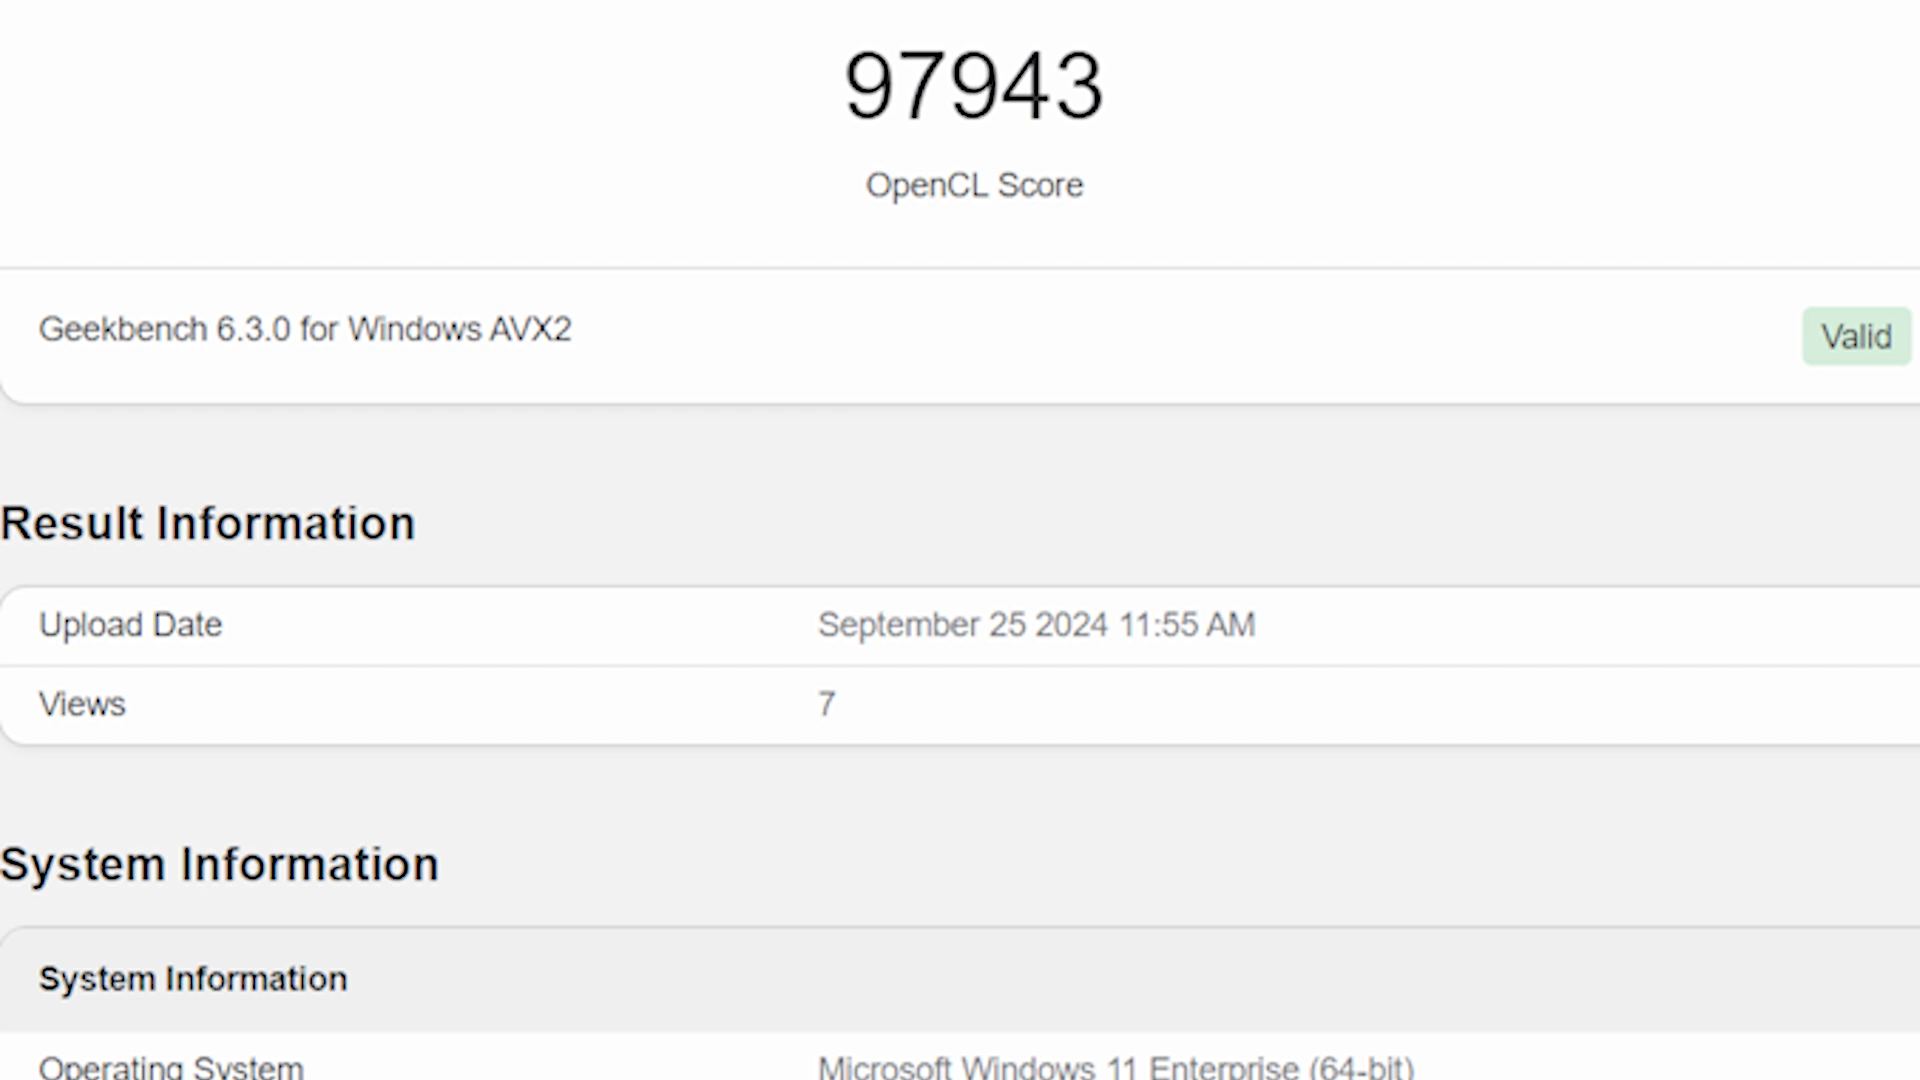 97943
OpenCL Score
Geekbench 6.3.0 for Windows AVX2
Valid
Result Information
Upload Date September 25 2024 11:55 AM
Views 7
System Information
System Information
Operating System Microsoft Windows 11 Enterprise (64-bit)